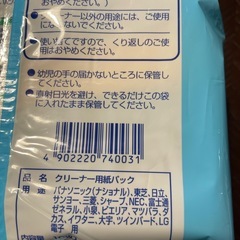 めください。)
●クリーナー以外の用途には、ご使用
にならないでください。
●使いすてですので、くり返しのご使用
はおやめください。
●幼児の手の届かないところに保管し
てください。
●直射日光を避け、できるだけこの袋
に入れたまま保管してください。
4 902220 740031
品名 クリーナー用紙パック
用途 パナソニック(ナショナル)、東芝、日立、
サンヨー、三菱、シャープ、NEC、富士通
ゼネラル、小泉、ピエリア、マツバラ、ダ
カス、イワタニ、大宇、ツインバード、LG
電子用